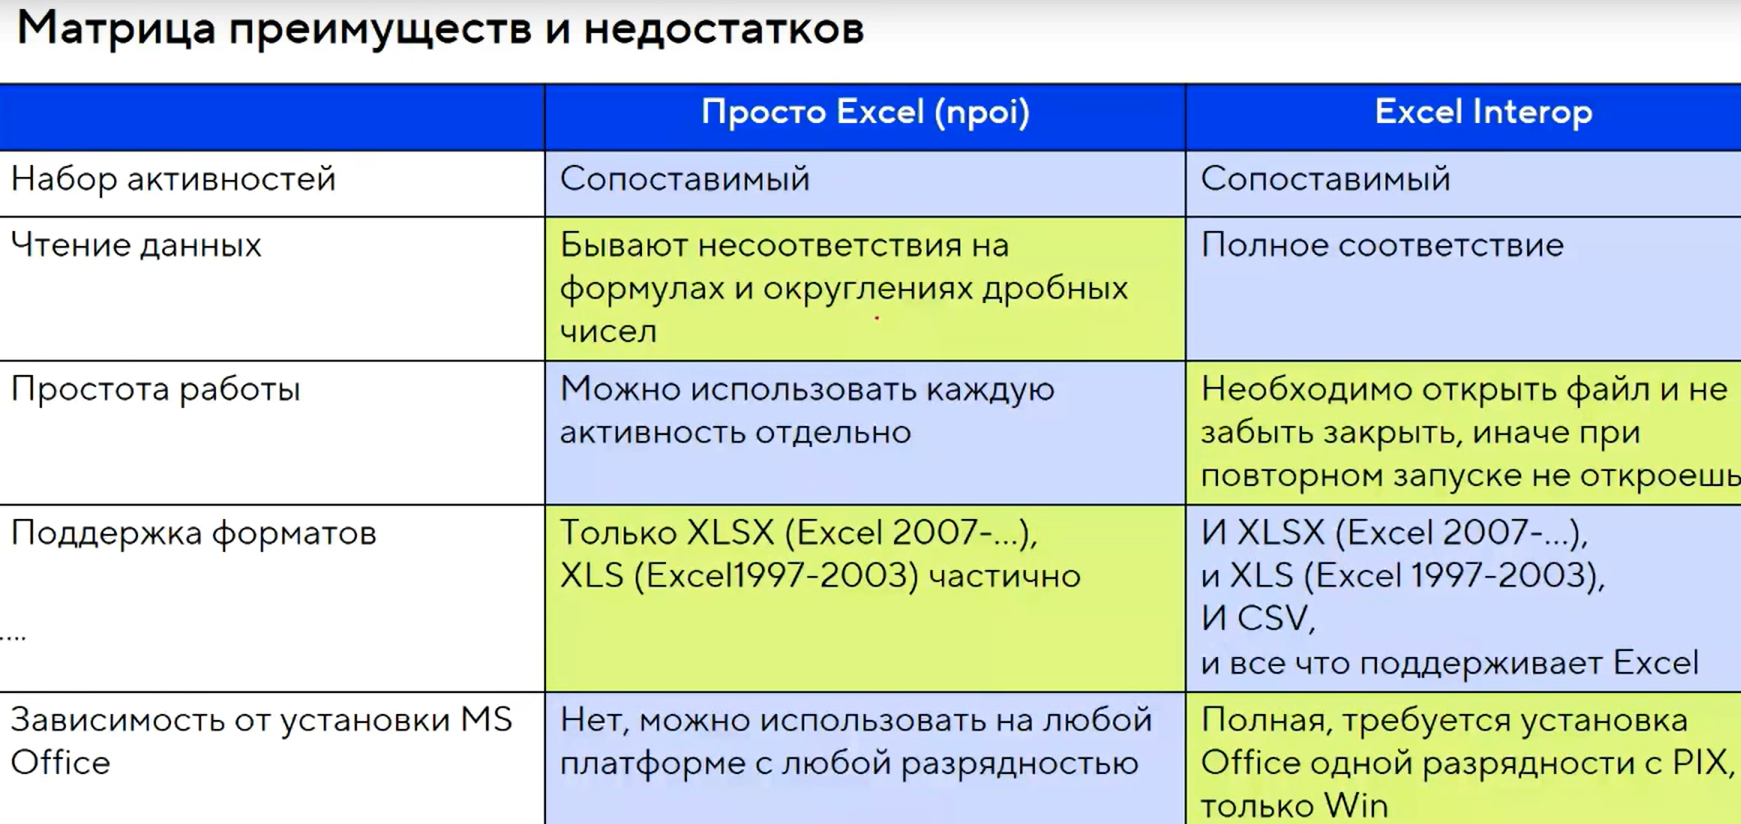 Матрица преимуществ и недостатков
Просто Excel (npoi)
Excel Interop
Набор активностей
Сопоставимый
Сопоставимый
Чтение данных
Бывают несоответствия на
формулах и округлениях дробных
чисел
Полное соответствие
Простота работы
Можно использовать каждую
активность отдельно
Необходимо открыть файл и не
забыть закрыть, иначе при
повторном запуске не откроешь
Поддержка форматов
....
Только XLSX (Excel 2007-...),
XLS (Excel1997-2003) частично
И XLSX (Excel 2007-...),
и XLS (Excel 1997-2003),
И CSV,
и все что поддерживает Excel
Зависимость от установки MS
Office
Нет, можно использовать на любой
платформе с любой разрядностью
Полная, требуется установка
Office одной разрядности с PIX,
только Win